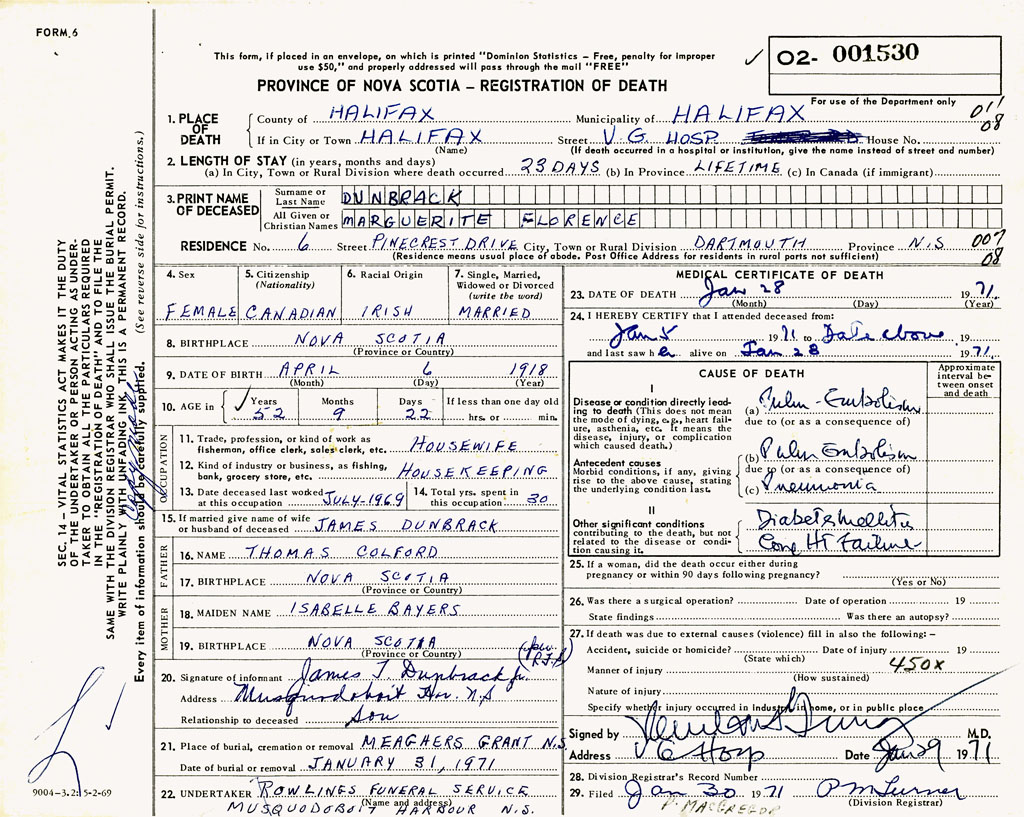 FORM 6
This form, if placed in an envelope, on which is printed "Dominion Statistics – Free, penalty for improper
use $50," and properly addressed will pass through the mail "FREE"
O2- 001530
PROVINCE OF NOVA SCOTIA – REGISTRATION OF DEATH
For use of the Department only
1. PLACE OF DEATH County of HALIFAX Municipality of HALIFAX 011
If in City or Town HALIFAX Street V.G. HOSP. House No. 08
(Name) (If death occurred in a hospital or institution, give the name instead of street and number)
2. LENGTH OF STAY (in years, months and days)
(a) In City, Town or Rural Division where death occurred 23 DAYS (b) In Province LIFETIME (c) In Canada (if immigrant)
3. PRINT NAME OF DECEASED Surname or Last Name DUNBRACK
All Given or Christian Names MARGUERITE FLORENCE
RESIDENCE No. 6 Street PINECREST DRIVE City, Town or Rural Division DARTMOUTH Province N.S 007
(Residence means usual place of abode. Post Office Address for residents in rural parts not sufficient) 08
4. Sex FEMALE
5. Citizenship (Nationality) CANADIAN
6. Racial Origin IRISH
7. Single, Married, Widowed or Divorced (write the word) MARRIED
8. BIRTHPLACE NOVA SCOTIA
(Province or Country)
9. DATE OF BIRTH APRIL 6 1918
(Month) (Day) (Year)
10. AGE in Years Months Days If less than one day old
52 9 22 hrs. or min.
OCCUPATION
11. Trade, profession, or kind of work as
fisherman, office clerk, sales clerk, etc. HOUSEWIFE
12. Kind of industry or business, as fishing,
bank, grocery store, etc. HOUSEKEEPING
13. Date deceased last worked at this occupation JULY-1969
14. Total yrs. spent in this occupation 30
15. If married give name of wife
or husband of deceased JAMES DUNBRACK
FATHER
16. NAME THOMAS COLFORD
17. BIRTHPLACE NOVA SCOTIA
(Province or Country)
MOTHER
18. MAIDEN NAME ISABELLE BAYERS
19. BIRTHPLACE NOVA SCOTIA
(Province or Country)
20. Signature of informant James T. Dunbrack Jr.
Address Musquodoboit Hbr. N.S
Relationship to deceased Son
21. Place of burial, cremation or removal MEAGHERS GRANT N.S.
Date of burial or removal JANUARY 31, 1971
22. UNDERTAKER ROWLINGS FUNERAL SERVICE
(Name and address)
MUSQUODOBOIT HARBOUR N.S.
MEDICAL CERTIFICATE OF DEATH
23. DATE OF DEATH Jan 28 1971.
(Month) (Day) (Year)
24. I HEREBY CERTIFY that I attended deceased from:
Jan 5 1971 to Date above 19
and last saw her alive on Jan 28 1971.
CAUSE OF DEATH
Approximate interval between onset and death
I
Disease or condition directly leading to death (This does not
mean the mode of dying, e.g., heart failure, asthenia, etc. It means the
disease, injury, or complication
which caused death.)
(a) Pulm - Embolism
due to (or as a consequence of)
Antecedent causes
Morbid conditions, if any, giving
rise to the above cause, stating
the underlying condition last.
(b) Pulm Embolism
due to (or as a consequence of)
(c) Pneumonia
II
Other significant conditions
contributing to the death, but not
related to the disease or condition
causing it.
Diabetes Mellitus
Cong HT Failure
25. If a woman, did the death occur either during
pregnancy or within 90 days following pregnancy?
(Yes or No)
26. Was there a surgical operation? Date of operation 19
State findings Was there an autopsy?
27. If death was due to external causes (violence) fill in also the following: –
Accident, suicide or homicide? Date of injury 19
(State which) 450X
Manner of injury
(How sustained)
Nature of injury
Specify whether injury occurred in industry, in home, or in public place
Signed by M.D.
Address V G Hosp Date Jan 29 1971
28. Division Registrar's Record Number
29. Filed Jan 30 1971 P M Turner
(Division Registrar)
P. MACGREGOR
SEC. 14 – VITAL STATISTICS ACT MAKES IT THE DUTY
OF THE UNDERTAKER OR PERSON ACTING AS UNDER-
TAKER TO OBTAIN ALL THE PARTICULARS REQUIRED
IN THE "REGISTRATION OF DEATH" AND TO FILE THE
SAME WITH THE DIVISION REGISTRAR WHO SHALL ISSUE THE BURIAL PERMIT.
WRITE PLAINLY WITH UNFADING INK, THIS IS A PERMANENT RECORD.
Every item of information should be carefully supplied. (See reverse side for instructions.)